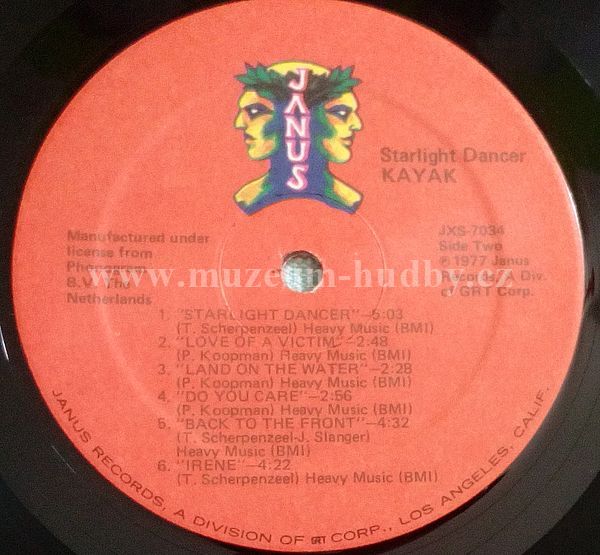 JANUS
Starlight Dancer
KAYAK
Manufactured under
license from
Phonogram
B.V., The
Netherlands
JXS-7034
Side Two
℗ 1977 Janus
Records, A Div.
of GRT Corp.
www.muzeum-hudby.cz
1. "STARLIGHT DANCER"—5:03
(T. Scherpenzeel) Heavy Music (BMI)
2. "LOVE OF A VICTIM"—2:48
(P. Koopman) Heavy Music (BMI)
3. "LAND ON THE WATER"—2:28
(P. Koopman) Heavy Music (BMI)
4. "DO YOU CARE"—2:56
(P. Koopman) Heavy Music (BMI)
5. "BACK TO THE FRONT"—4:32
(T. Scherpenzeel-J. Slanger)
Heavy Music (BMI)
6. "IRENE"—4:22
(T. Scherpenzeel) Heavy Music (BMI)
JANUS RECORDS, A DIVISION OF GRT CORP., LOS ANGELES, CALIF.